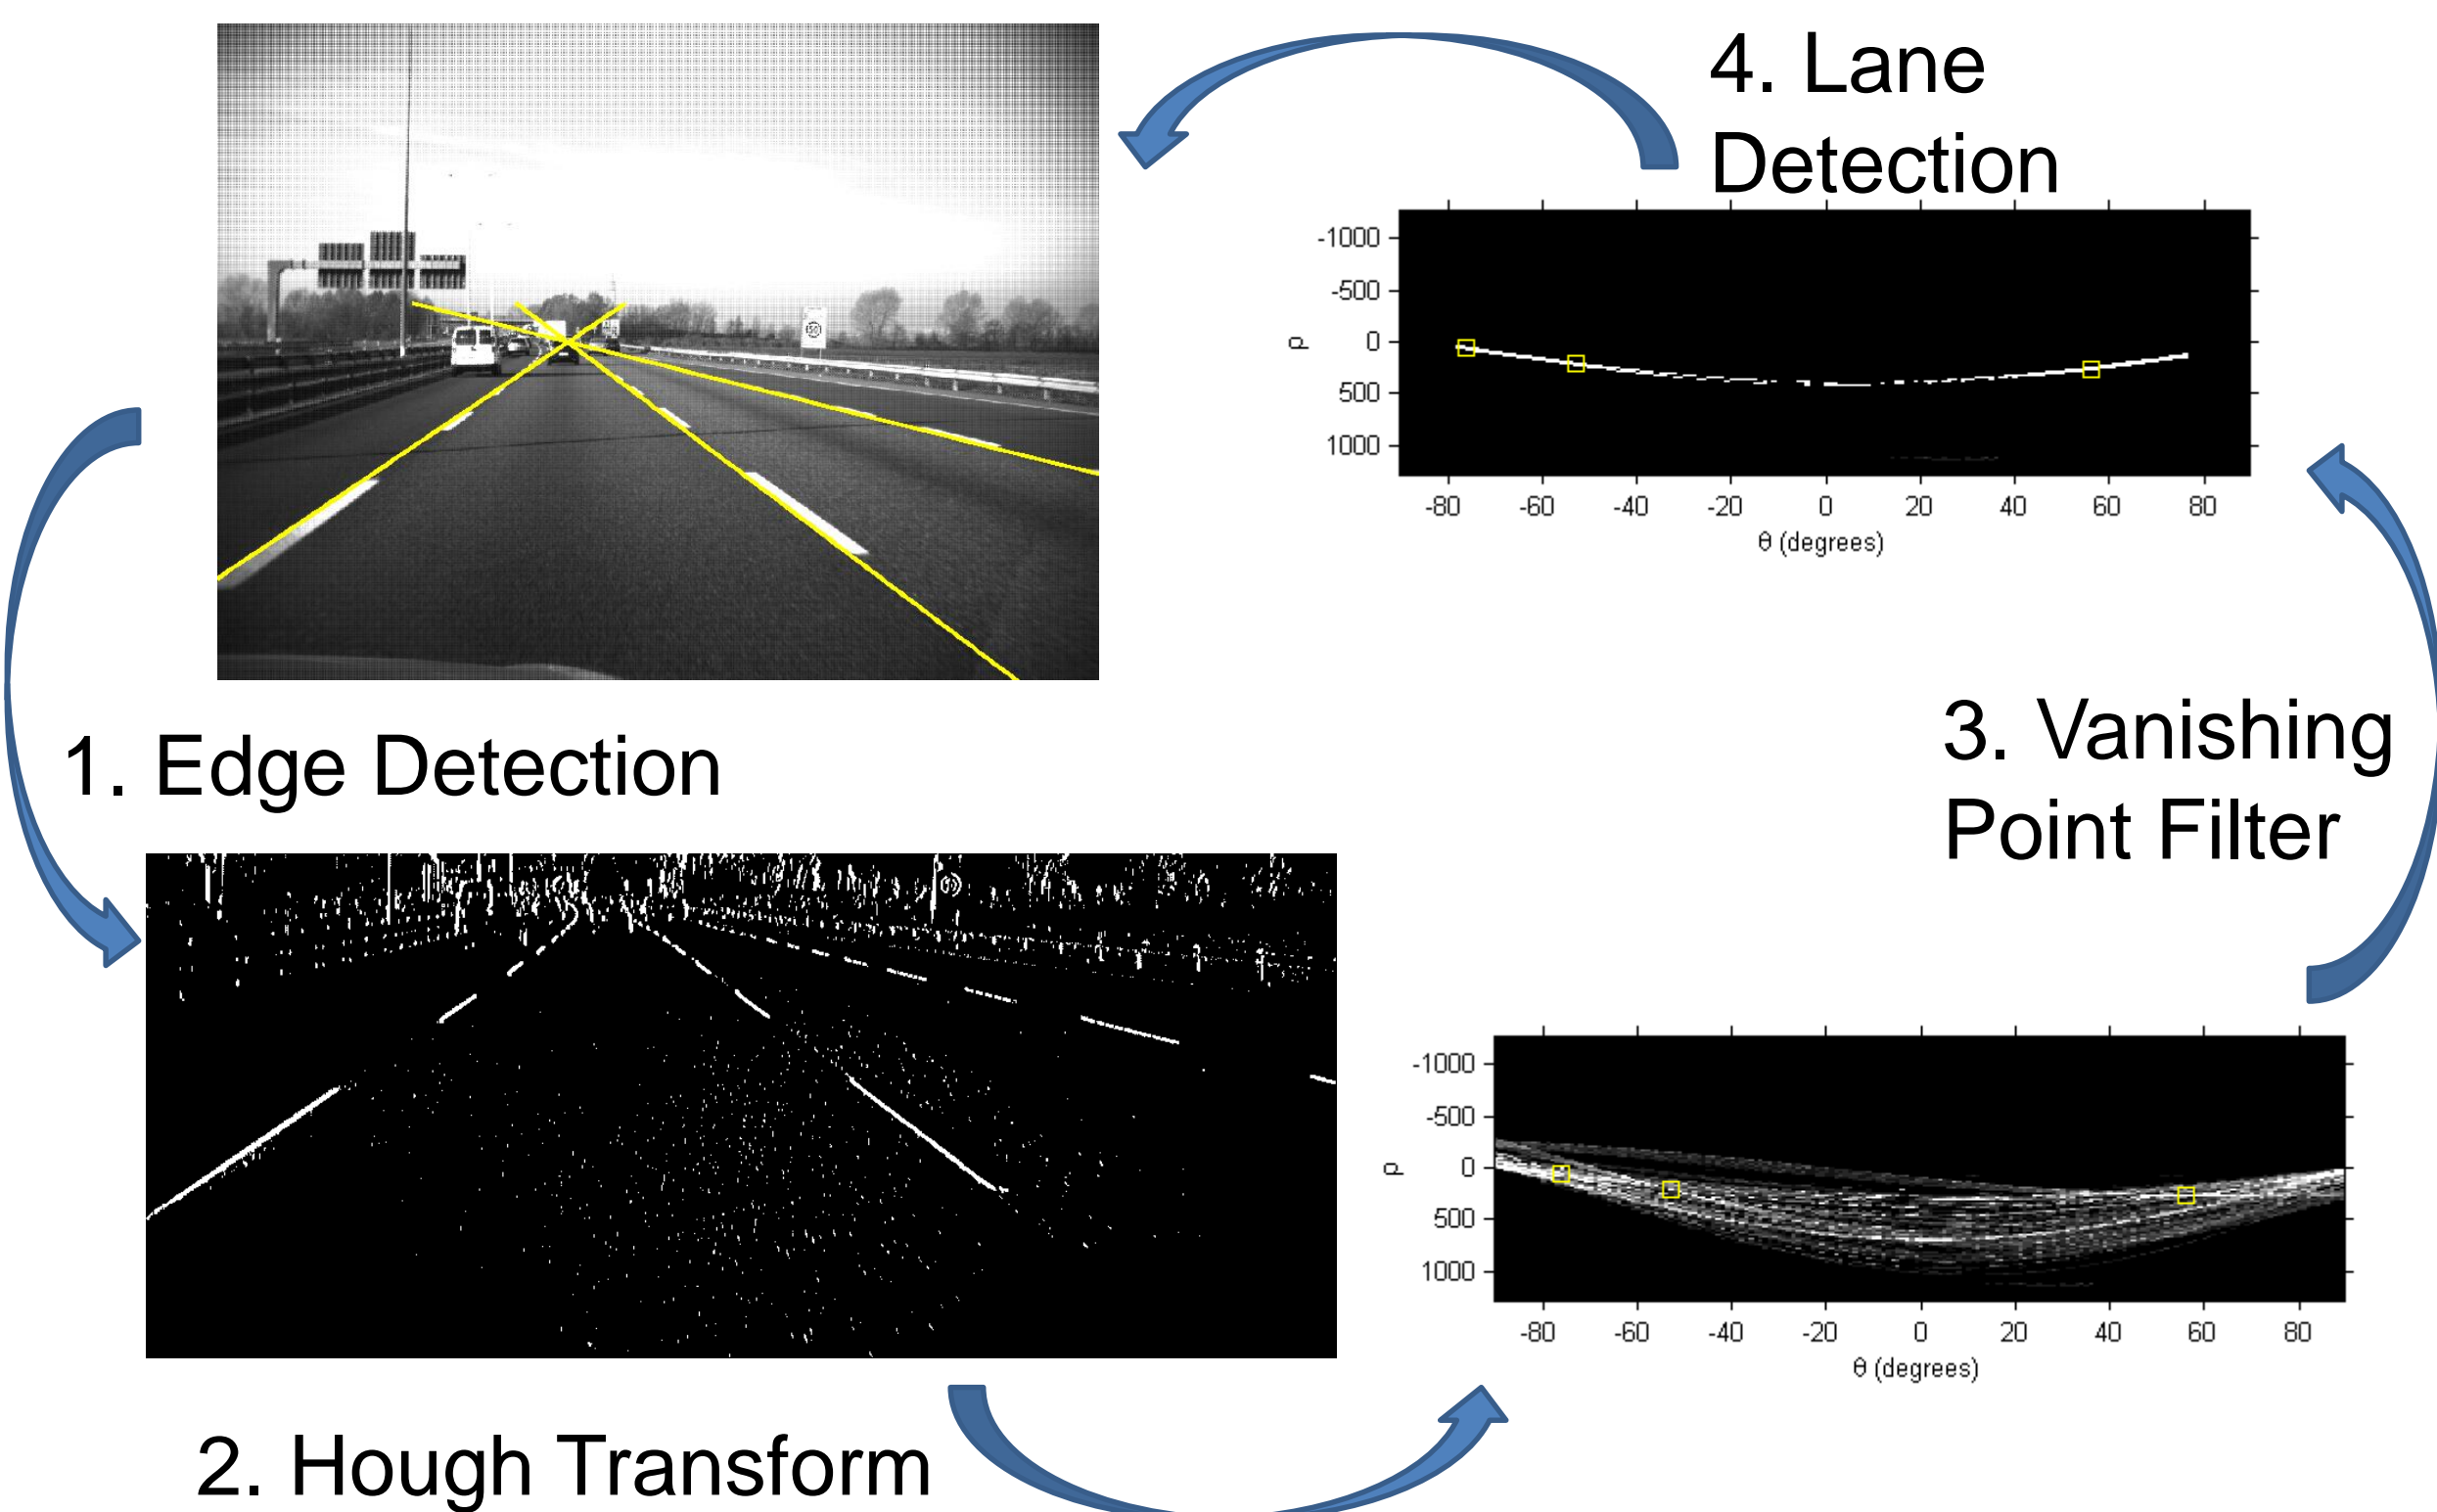 4. Lane
Detection
-1000
-500
0
500
1000
ρ
-80 -60 -40 -20 0 20 40 60 80
θ (degrees)
50
1. Edge Detection
3. Vanishing
Point Filter
-1000
-500
0
500
1000
ρ
-80 -60 -40 -20 0 20 40 60 80
θ (degrees)
2. Hough Transform